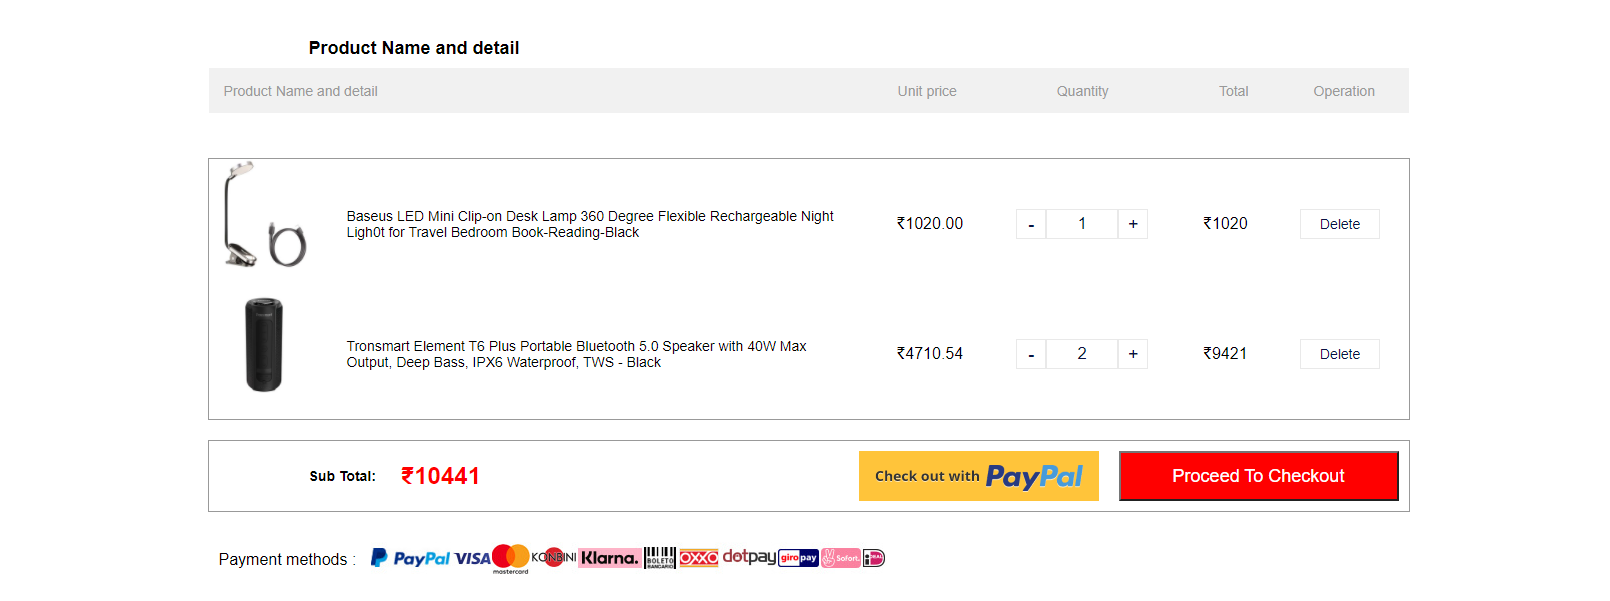 Product Name and detail
Product Name and detail Unit price Quantity Total Operation
Baseus LED Mini Clip-on Desk Lamp 360 Degree Flexible Rechargeable Night
Ligh0t for Travel Bedroom Book-Reading-Black
₹1020.00 - 1 + ₹1020 Delete
Tronsmart Element T6 Plus Portable Bluetooth 5.0 Speaker with 40W Max
Output, Deep Bass, IPX6 Waterproof, TWS - Black
₹4710.54 - 2 + ₹9421 Delete
Sub Total: ₹10441 Check out with PayPal Proceed To Checkout
Payment methods : PayPal VISA mastercard KONBINI Klarna. BOLETO BANCÁRIO OXXO dotpay giropay Sofort. iDEAL